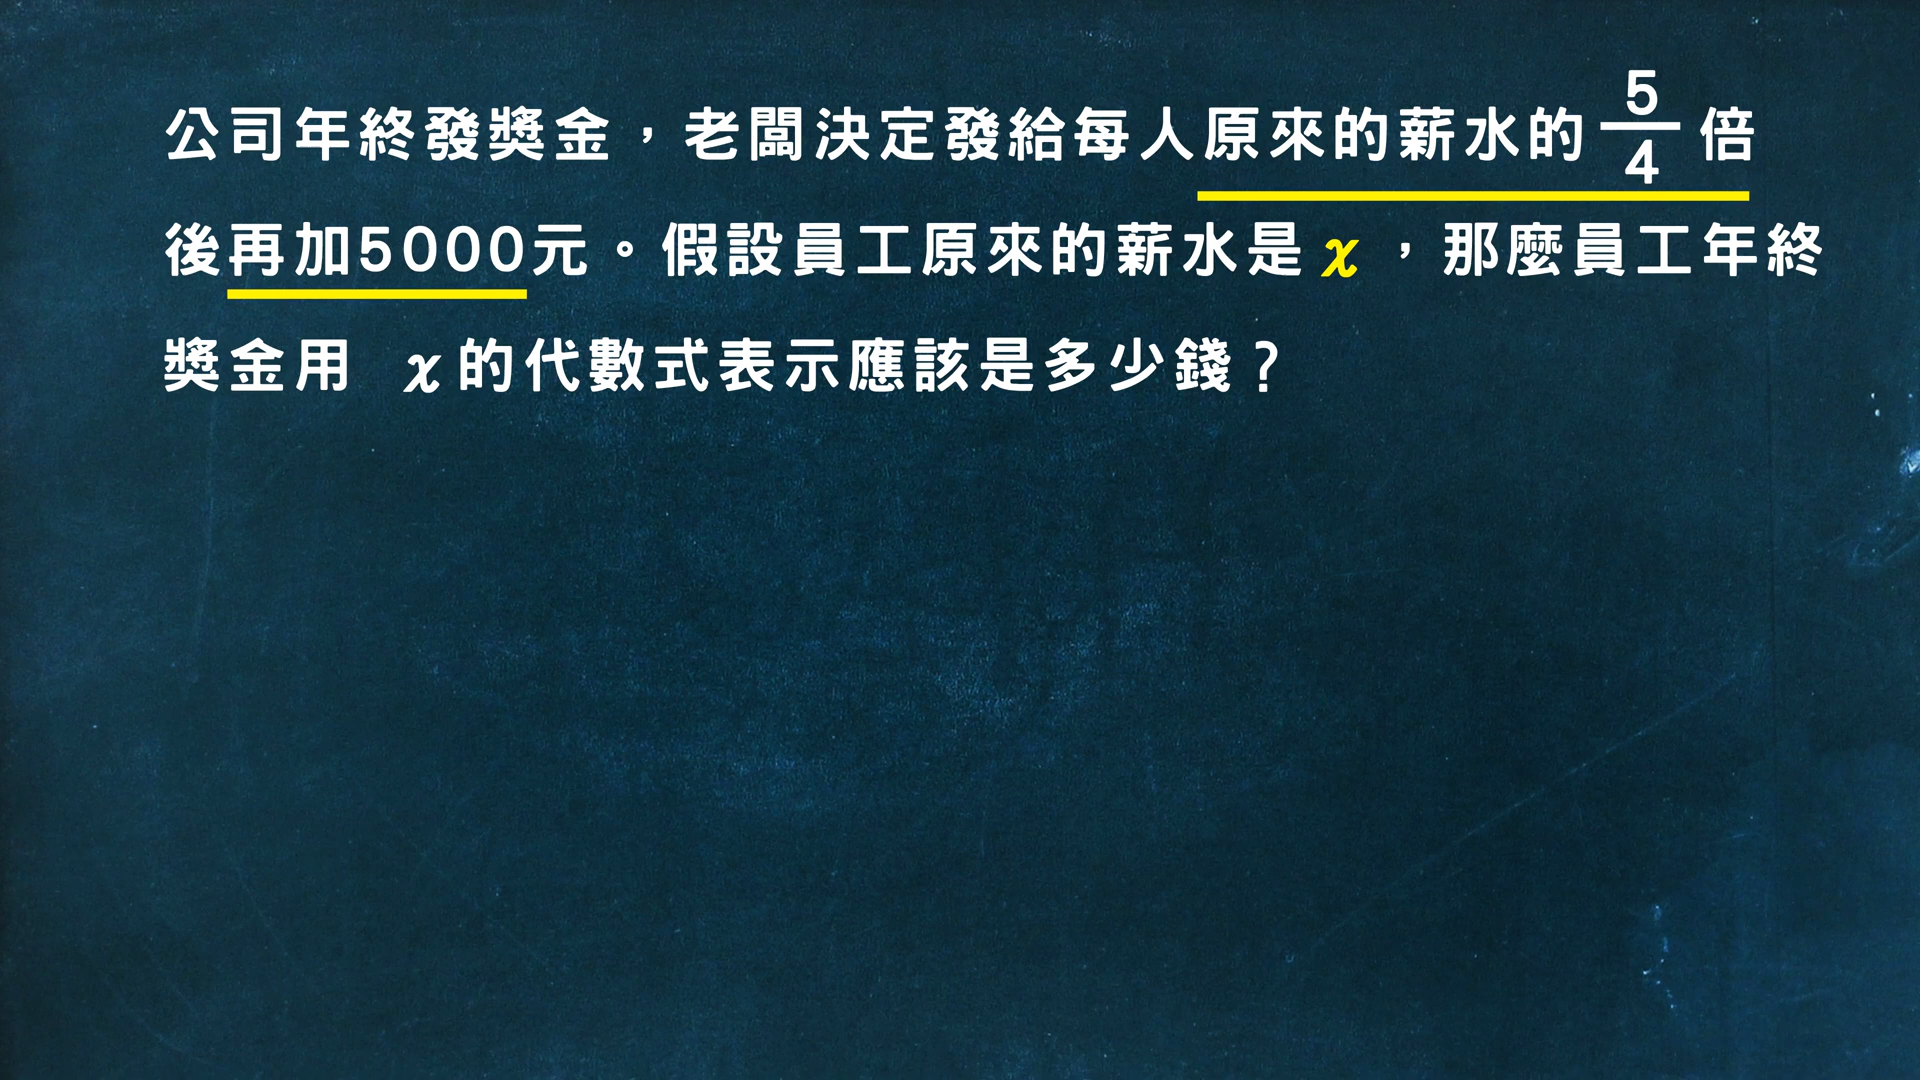 公司年終發獎金，老闆決定發給每人原來的薪水的 5/4 倍
後再加5000元。假設員工原來的薪水是 x ，那麼員工年終
獎金用 x 的代數式表示應該是多少錢？